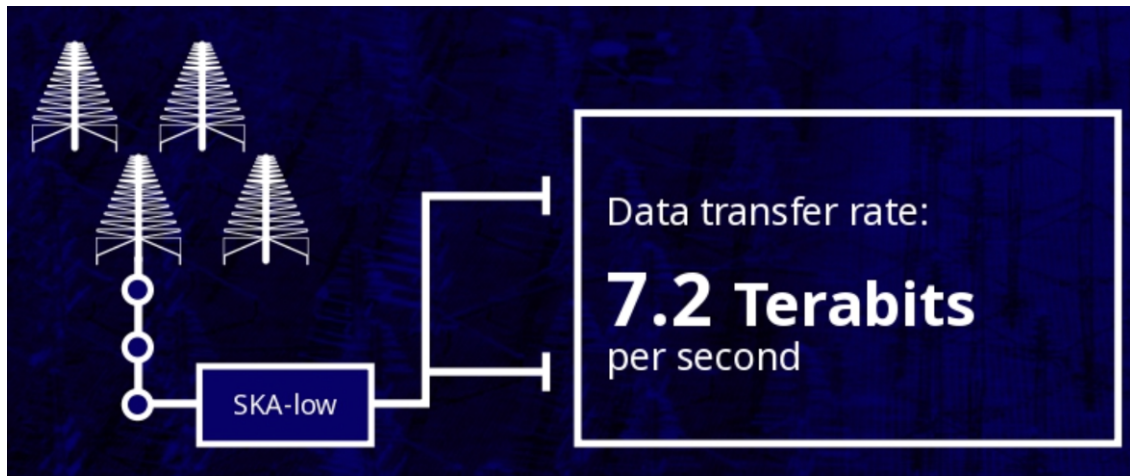 Data transfer rate:
7.2 Terabits
per second
SKA-low